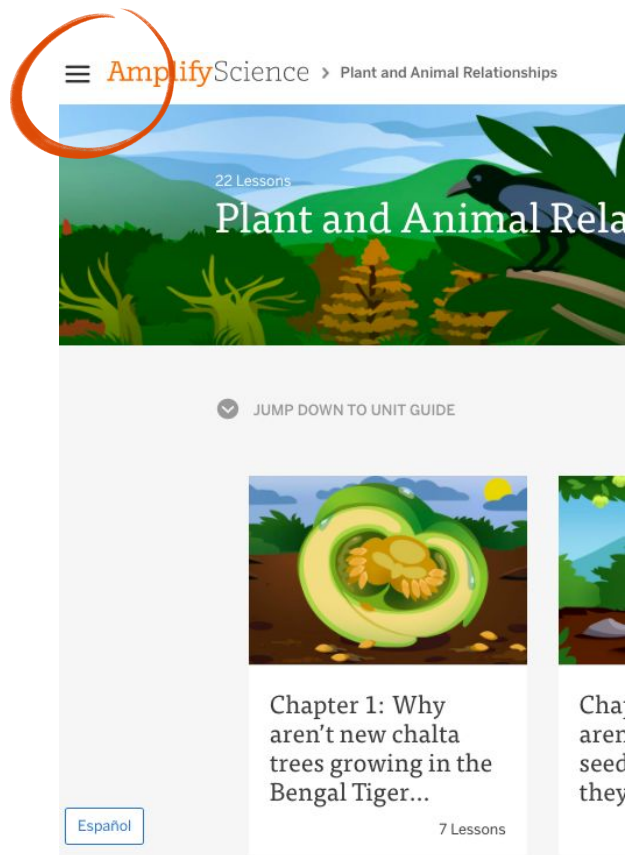 AmplifyScience > Plant and Animal Relationships
22 Lessons
Plant and Animal Rela
JUMP DOWN TO UNIT GUIDE
Chapter 1: Why
aren't new chalta
trees growing in the
Bengal Tiger...
7 Lessons
Chap
aren
seed
they
Español